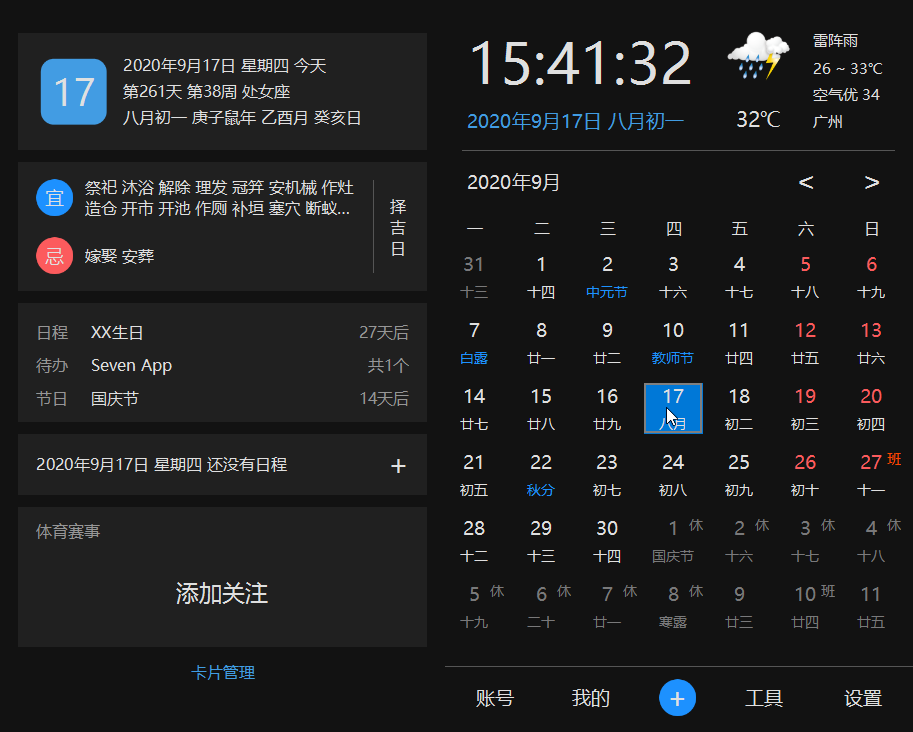 17
2020年9月17日 星期四 今天
第261天 第38周 处女座
八月初一 庚子鼠年 乙酉月 癸亥日
宜
祭祀 沐浴 解除 理发 冠笄 安机械 作灶
造仓 开市 开池 作厕 补垣 塞穴 断蚁...
忌
嫁娶 安葬
择
吉
日
日程 XX生日 27天后
待办 Seven App 共1个
节日 国庆节 14天后
2020年9月17日 星期四 还没有日程 +
体育赛事
添加关注
卡片管理
15:41:32
2020年9月17日 八月初一
32℃
雷阵雨
26 ~ 33℃
空气优 34
广州
2020年9月 < >
一 二 三 四 五 六 日
31 1 2 3 4 5 6
十三 十四 中元节 十六 十七 十八 十九
7 8 9 10 11 12 13
白露 廿一 廿二 教师节 廿四 廿五 廿六
14 15 16 17 18 19 20
廿七 廿八 廿九 八月 初二 初三 初四
21 22 23 24 25 26 27 班
初五 秋分 初七 初八 初九 初十 十一
28 29 30 1 休 2 休 3 休 4 休
十二 十三 十四 国庆节 十六 十七 十八
5 休 6 休 7 休 8 休 9 10 班 11
十九 二十 廿一 寒露 廿三 廿四 廿五
账号 我的 + 工具 设置